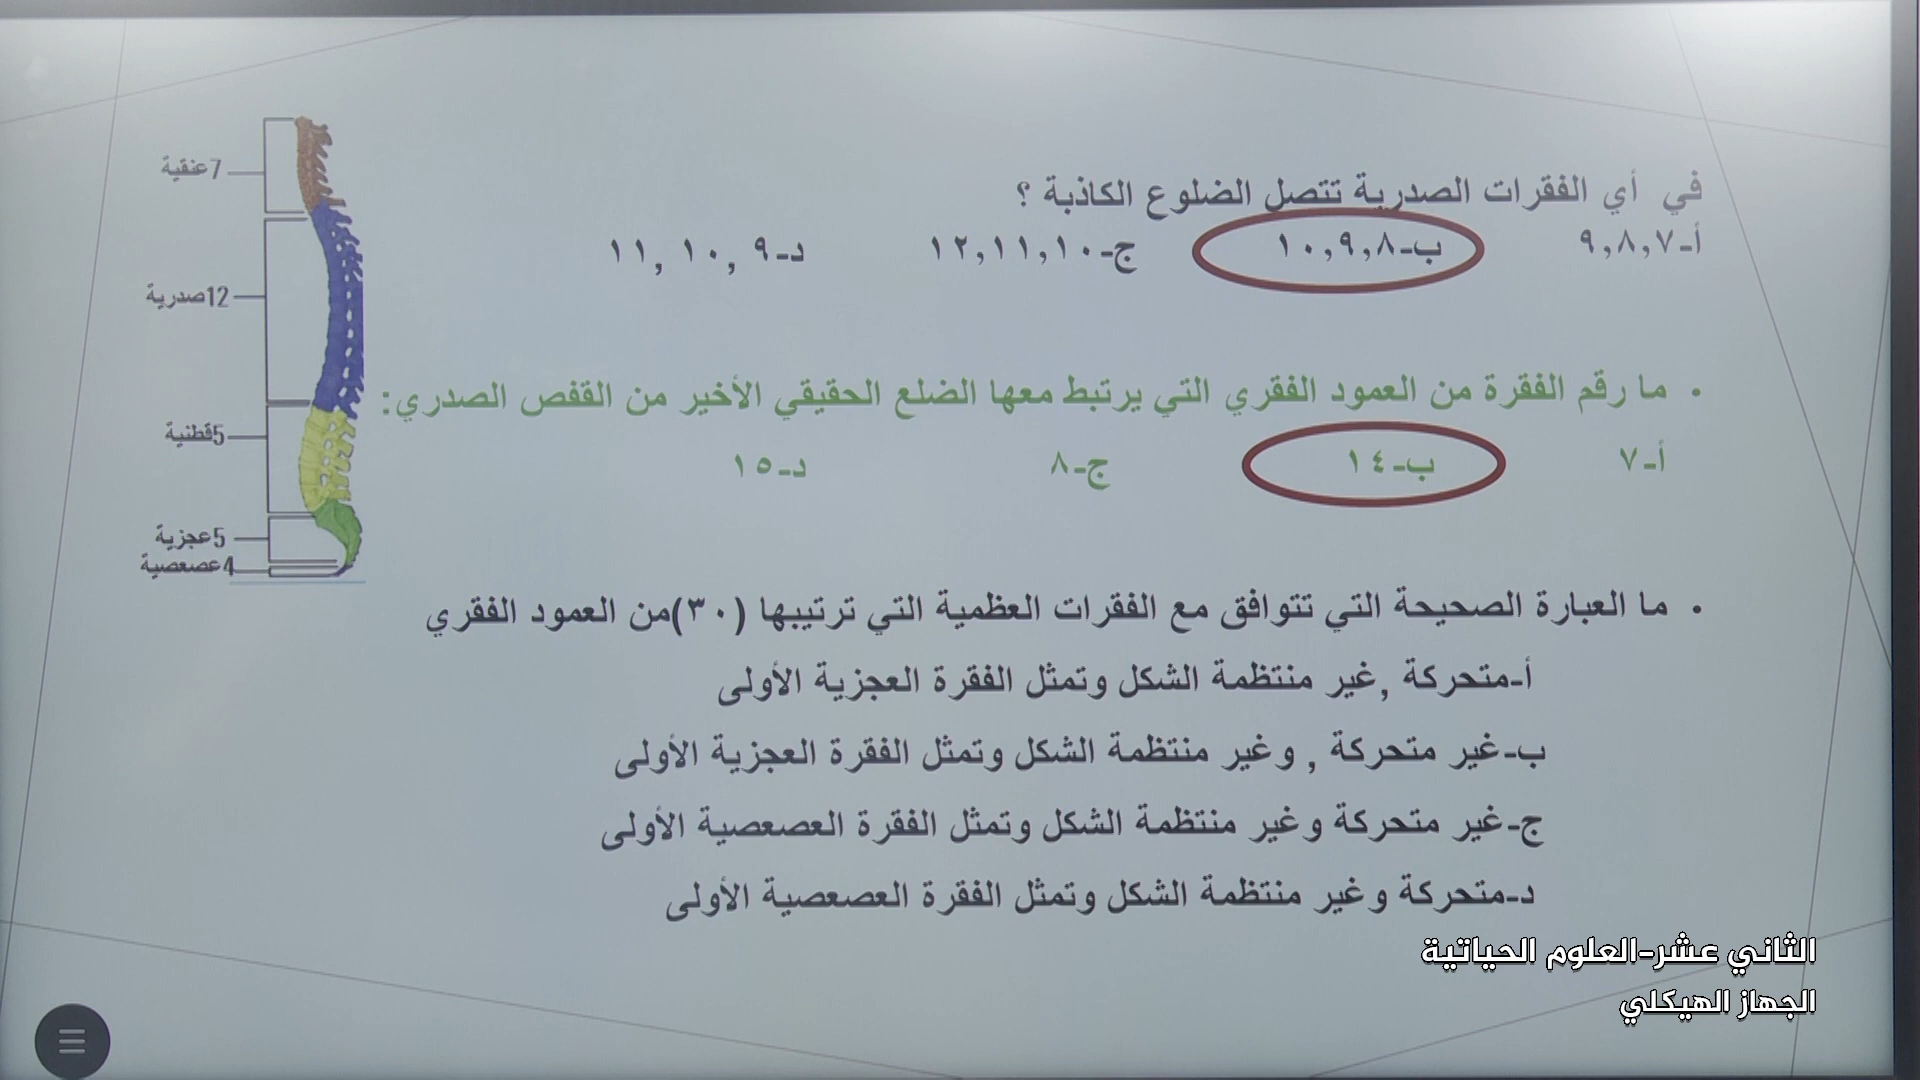 في أي الفقرات الصدرية تتصل الضلوع الكاذبة ؟
أ-٩,٨,٧ ب-١٠,٩,٨ ج-١٢,١١,١٠ د-٩ ,١٠ ,١١
• ما رقم الفقرة من العمود الفقري التي يرتبط معها الضلع الحقيقي الأخير من القفص الصدري:
أ-٧ ب-١٤ ج-٨ د-١٥
• ما العبارة الصحيحة التي تتوافق مع الفقرات العظمية التي ترتيبها (٣٠)من العمود الفقري
أ-متحركة ,غير منتظمة الشكل وتمثل الفقرة العجزية الأولى
ب-غير متحركة , وغير منتظمة الشكل وتمثل الفقرة العجزية الأولى
ج-غير متحركة وغير منتظمة الشكل وتمثل الفقرة العصعصية الأولى
د-متحركة وغير منتظمة الشكل وتمثل الفقرة العصعصية الأولى
7عنقية
12صدرية
5قطنية
5عجزية
4عصعصية
الثاني عشر-العلوم الحياتية
الجهاز الهيكلي